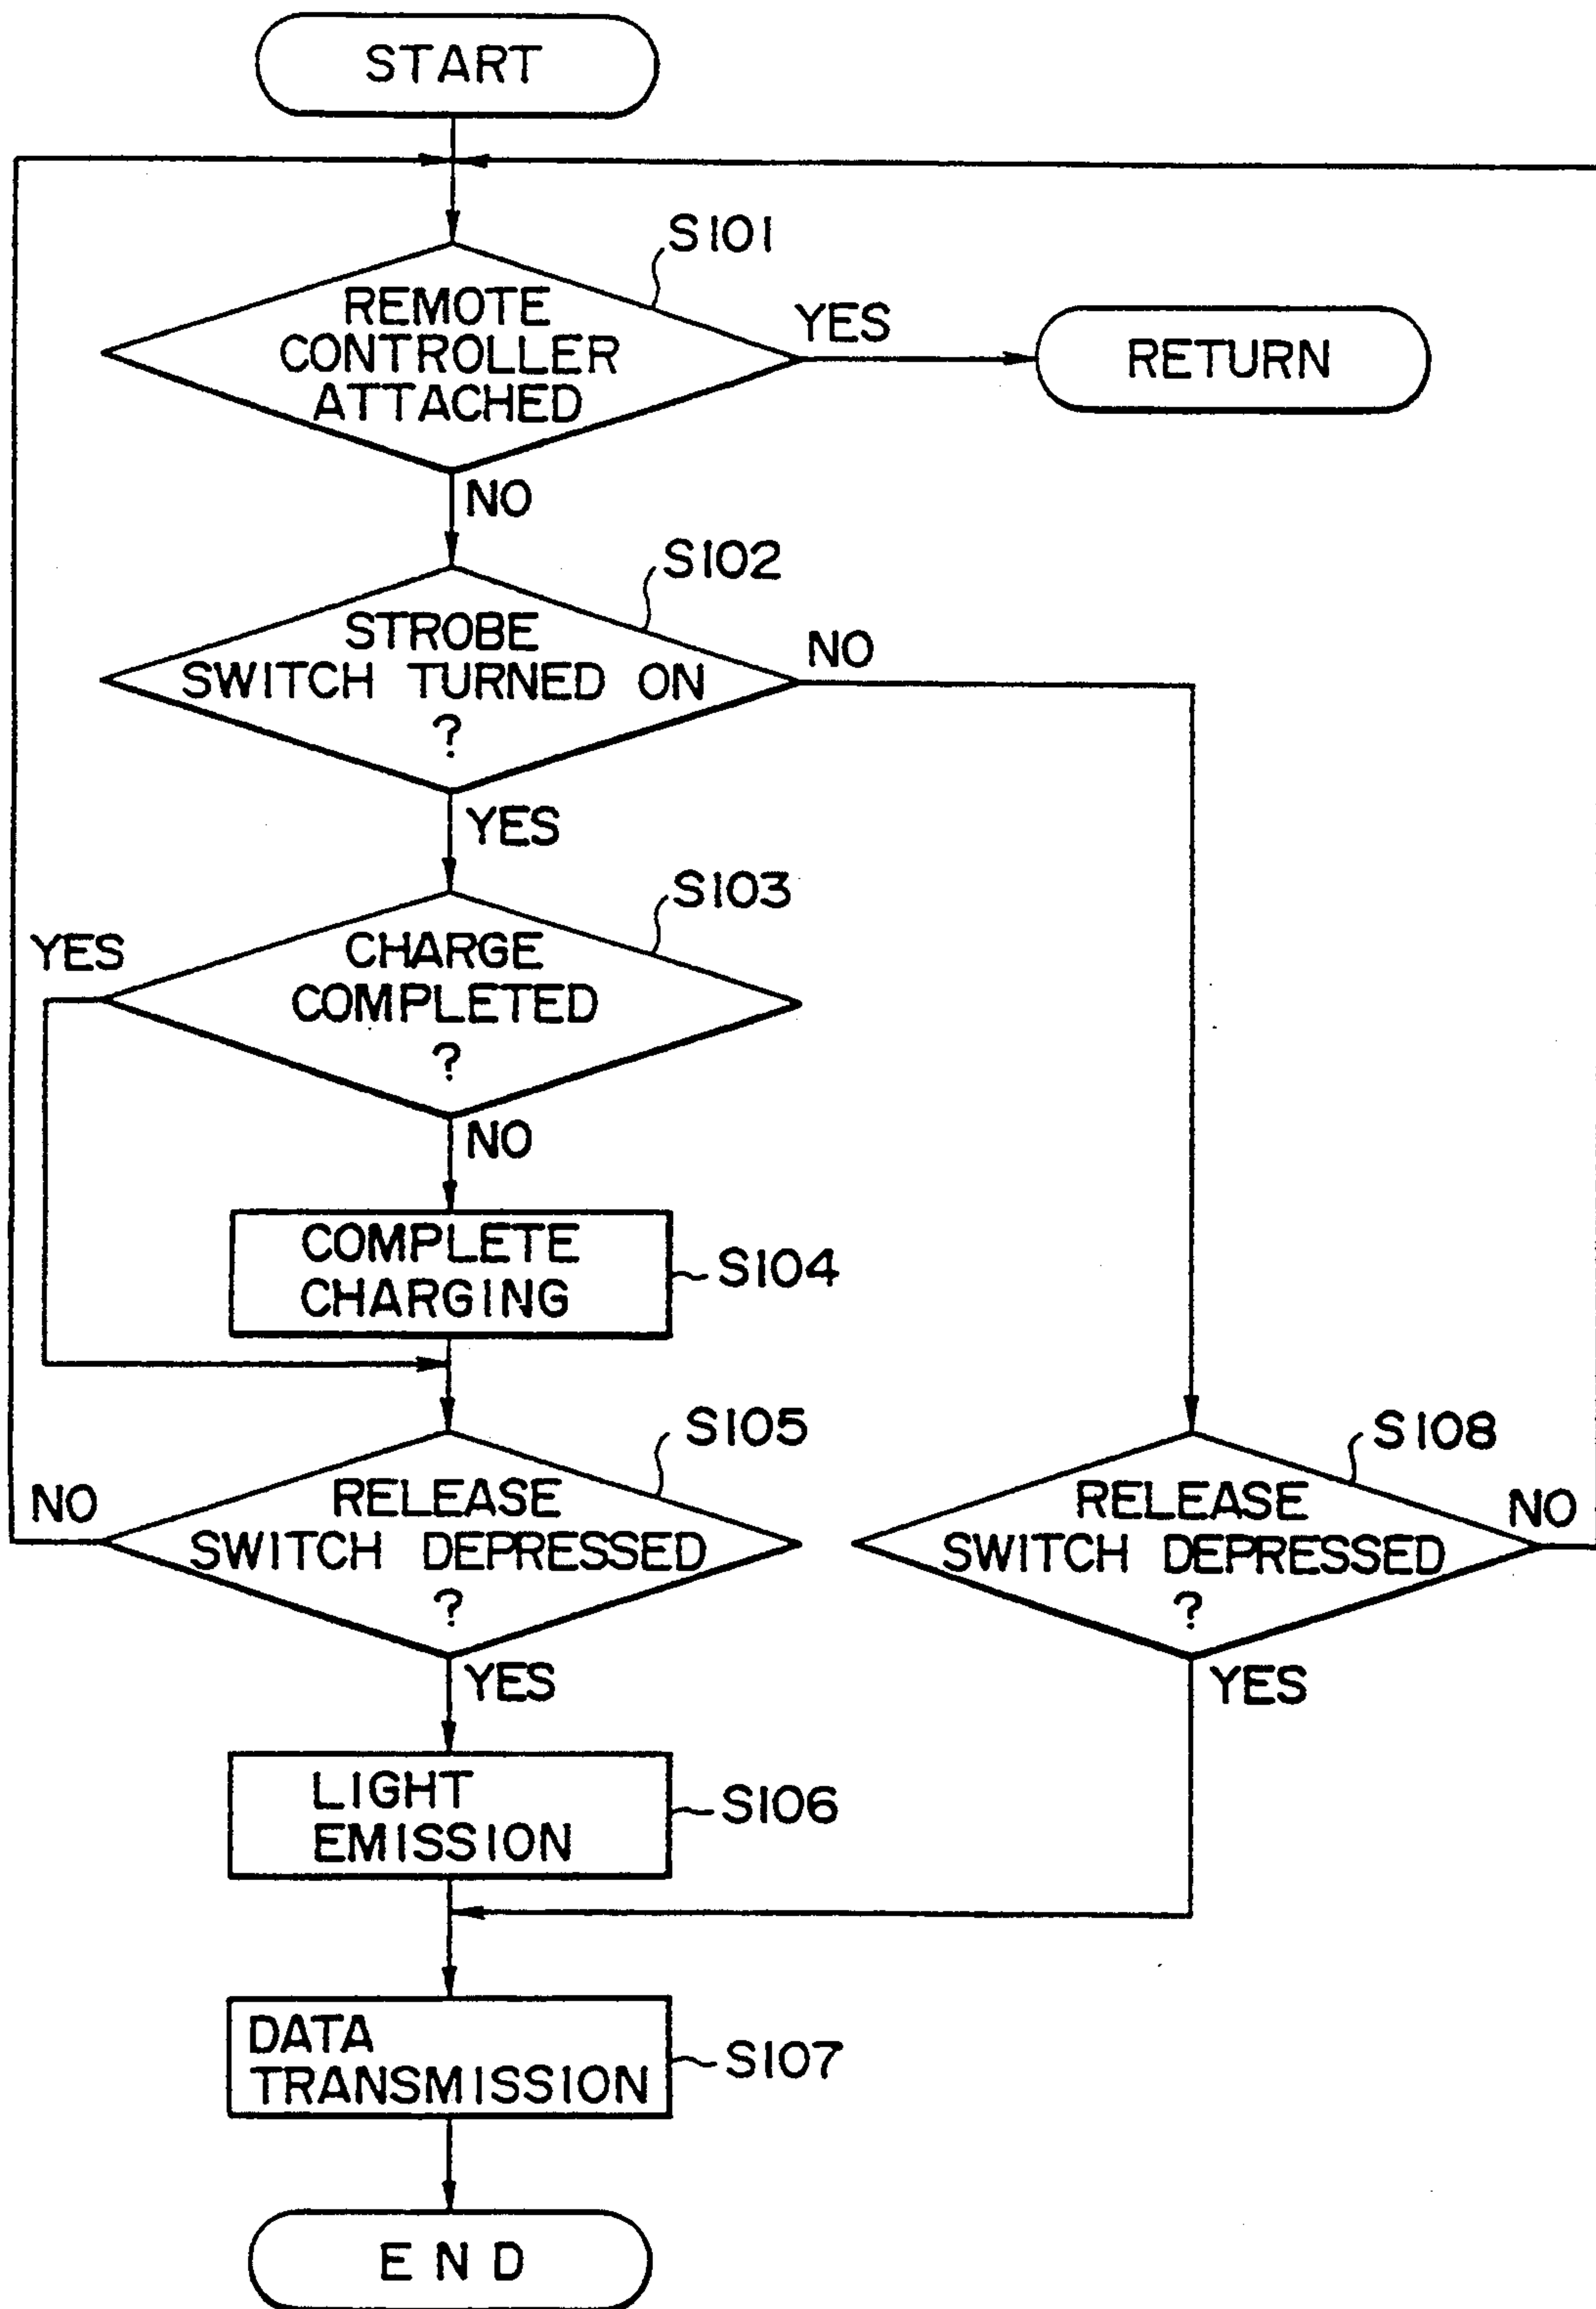 START
S101
REMOTE
CONTROLLER
ATTACHED
YES
RETURN
NO
S102
STROBE
SWITCH TURNED ON
?
NO
YES
S103
YES
CHARGE
COMPLETED
?
NO
COMPLETE
CHARGING
S104
S105
NO
RELEASE
SWITCH DEPRESSED
?
YES
S108
RELEASE
SWITCH DEPRESSED
?
NO
YES
LIGHT
EMISSION
S106
DATA
TRANSMISSION
S107
END